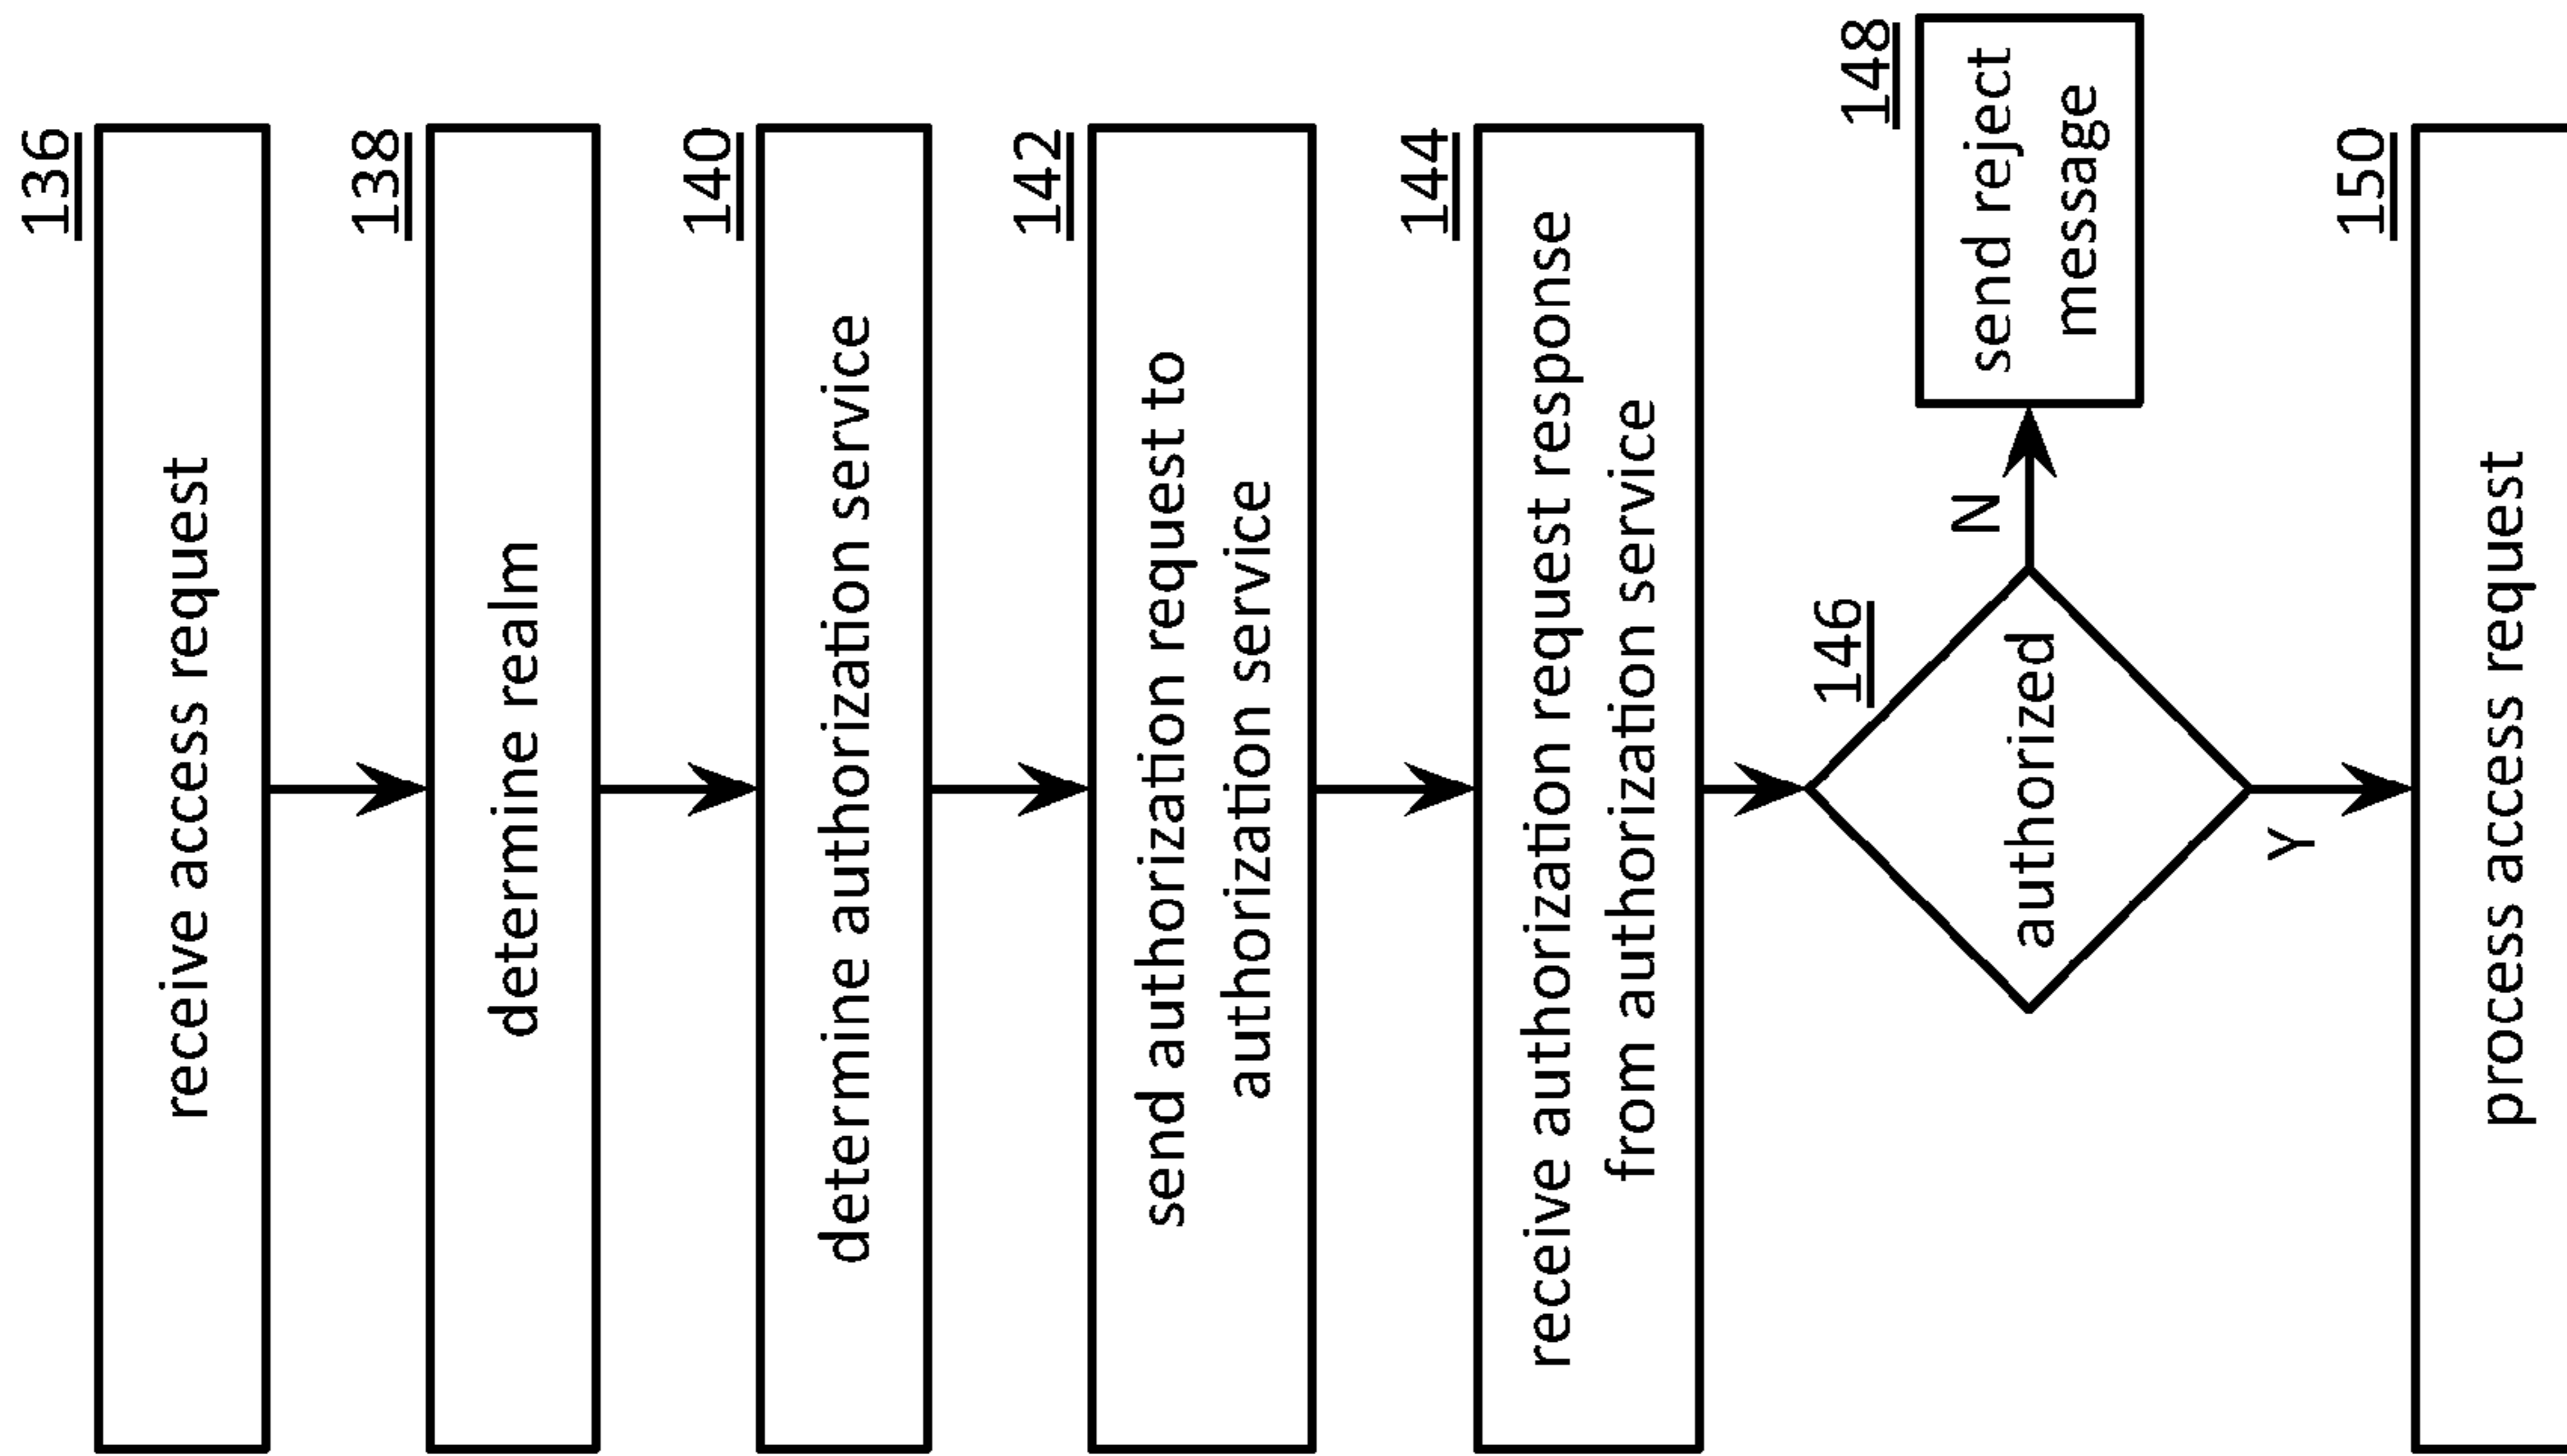 136
receive access request
138
determine realm
140
determine authorization service
142
send authorization request to
authorization service
144
receive authorization request response
from authorization service
146
authorized
N
148
send reject
message
Y
150
process access request